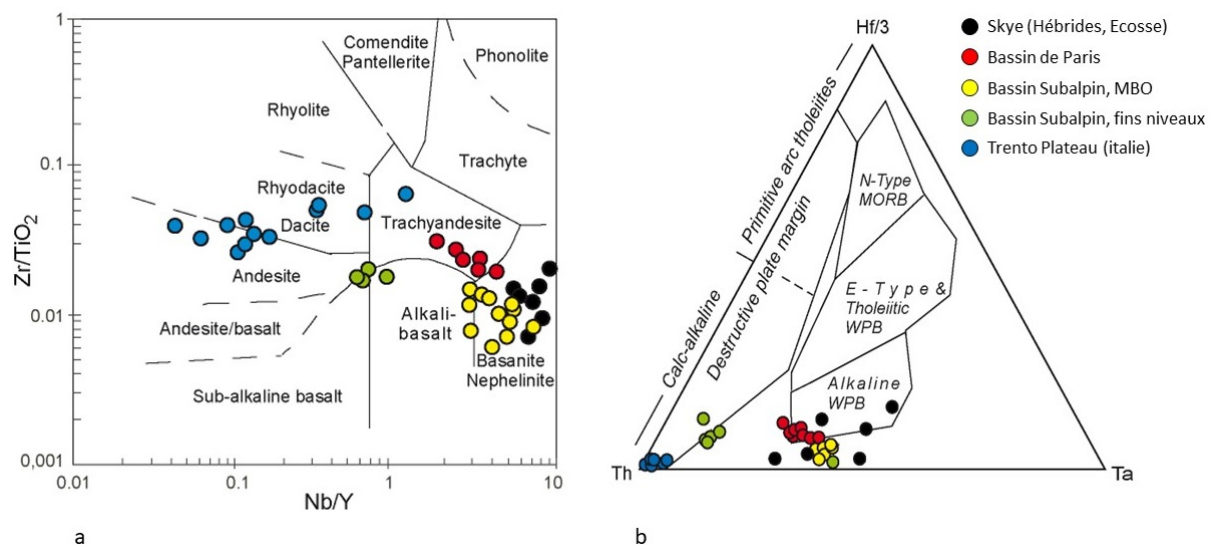 1
0.1
0.01
0,001
Zr/TiO2
0.01
0.1
1
10
Nb/Y
Comendite
Pantellerite
Phonolite
Rhyolite
Trachyte
Rhyodacite
Dacite
Trachyandesite
Andesite
Andesite/basalt
Alkali-
basalt
Basanite
Nephelinite
Sub-alkaline basalt
a
Hf/3
Primitive arc tholeiites
Calc-alkaline
Destructive plate margin
N-Type
MORB
E - Type &
Tholeiitic
WPB
Alkaline
WPB
Th
Ta
b
Skye (Hébrides, Ecosse)
Bassin de Paris
Bassin Subalpin, MBO
Bassin Subalpin, fins niveaux
Trento Plateau (italie)